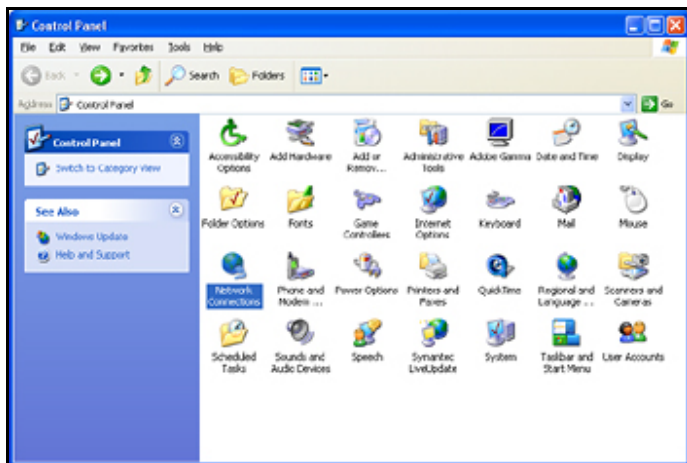 Control Panel
File Edit View Favorites Tools Help
Back Search Folders
Address Control Panel Go
Control Panel
Switch to Category View
See Also
Windows Update
Help and Support
Accessibility Options
Add Hardware
Add or Remov...
Administrative Tools
Adobe Gamma
Date and Time
Display
Folder Options
Fonts
Game Controllers
Internet Options
Keyboard
Mail
Mouse
Network Connections
Phone and Modem ...
Power Options
Printers and Faxes
QuickTime
Regional and Language ...
Scanners and Cameras
Scheduled Tasks
Sounds and Audio Devices
Speech
Symantec LiveUpdate
System
Taskbar and Start Menu
User Accounts